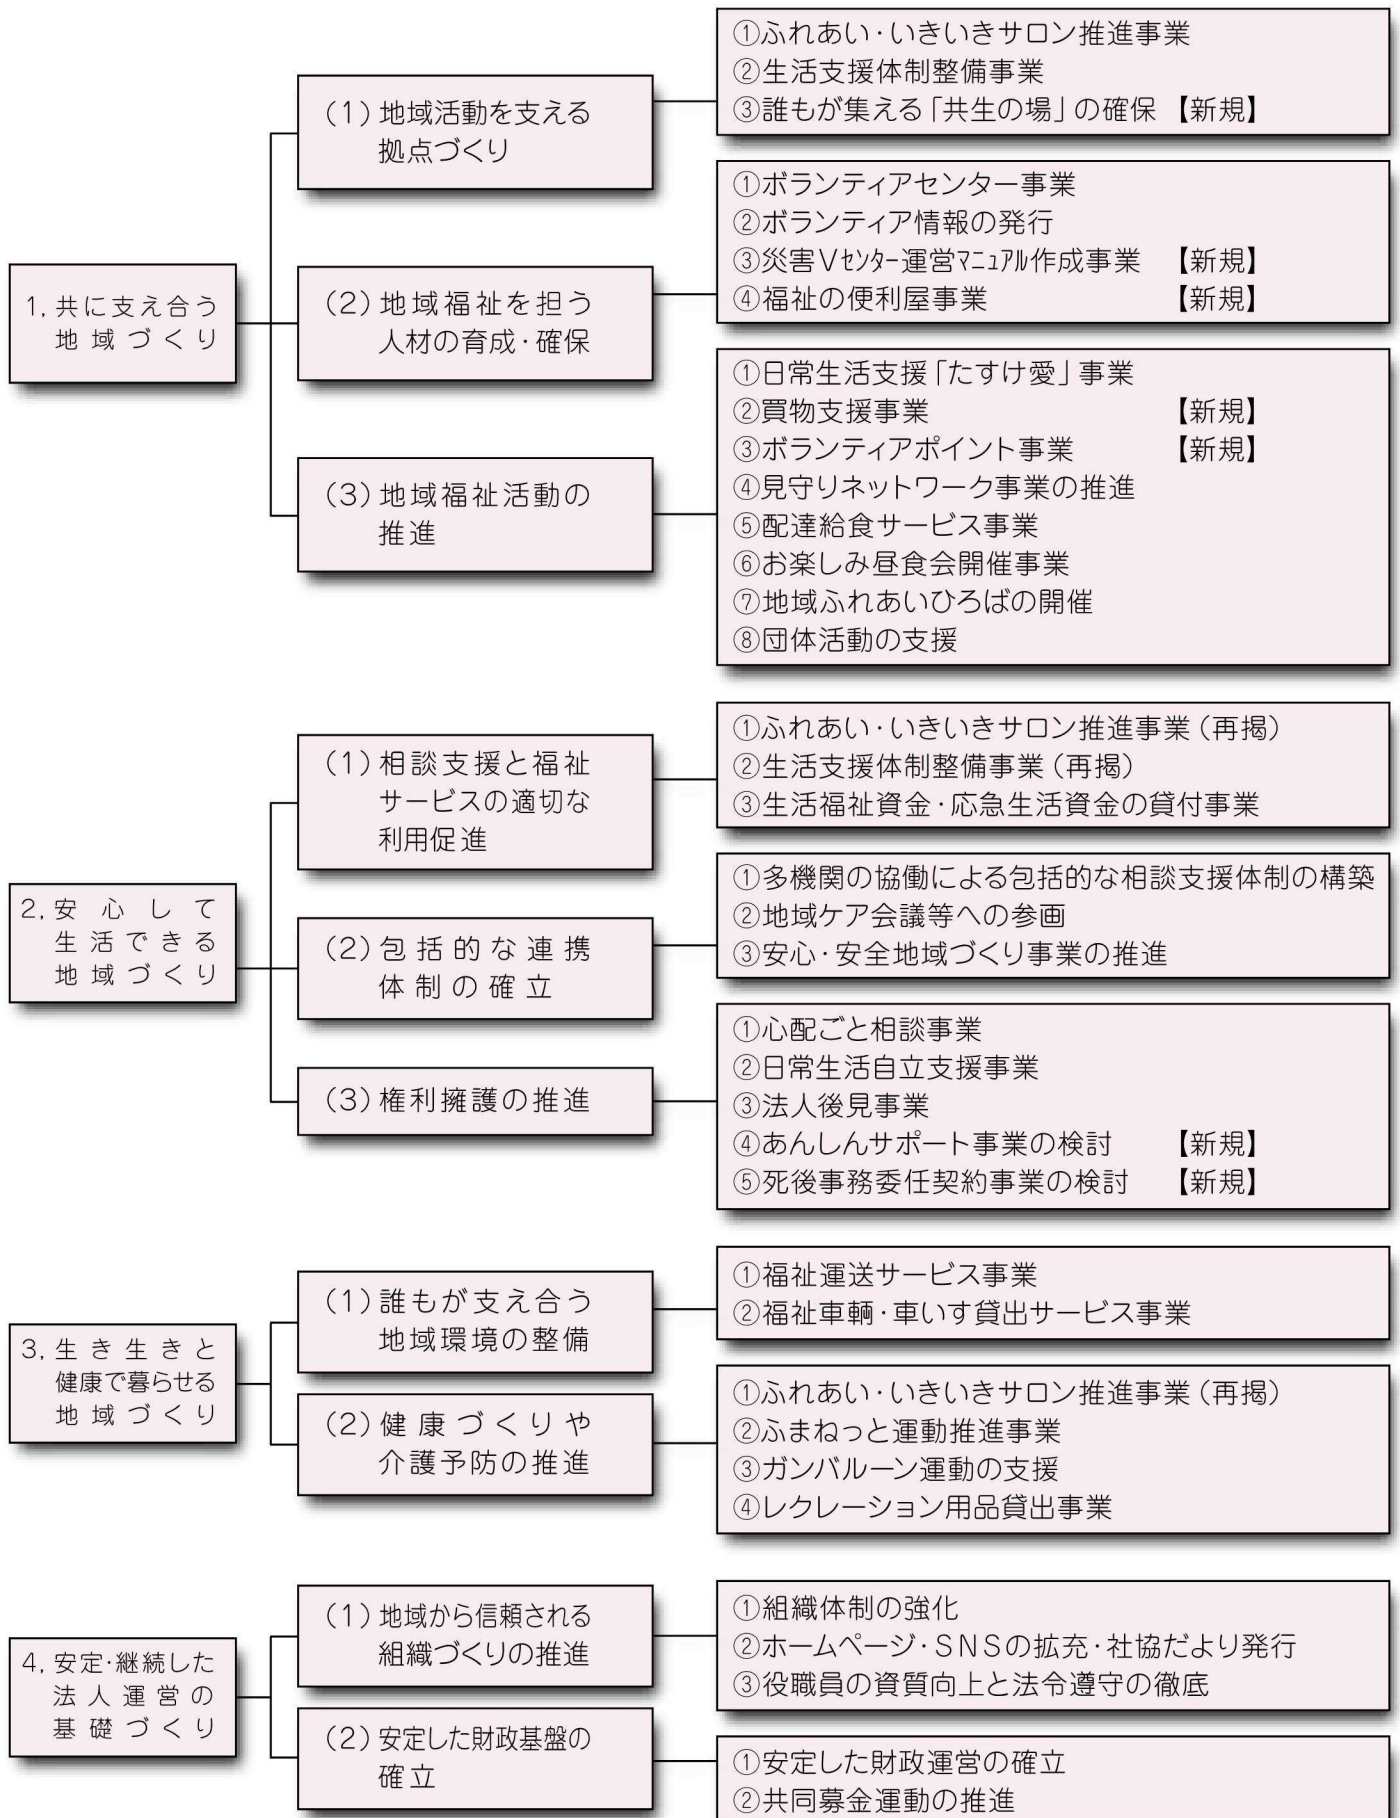 1, 共に支え合う
地域づくり
(1) 地域活動を支える
拠点づくり
①ふれあい・いきいきサロン推進事業
②生活支援体制整備事業
③誰もが集える「共生の場」の確保 【新規】
(2) 地域福祉を担う
人材の育成・確保
①ボランティアセンター事業
②ボランティア情報の発行
③災害Vセンター運営マニュアル作成事業 【新規】
④福祉の便利屋事業 【新規】
(3) 地域福祉活動の
推進
①日常生活支援「たすけ愛」事業
②買物支援事業 【新規】
③ボランティアポイント事業 【新規】
④見守りネットワーク事業の推進
⑤配達給食サービス事業
⑥お楽しみ昼食会開催事業
⑦地域ふれあいひろばの開催
⑧団体活動の支援
2, 安心して
生活できる
地域づくり
(1) 相談支援と福祉
サービスの適切な
利用促進
①ふれあい・いきいきサロン推進事業（再掲）
②生活支援体制整備事業（再掲）
③生活福祉資金・応急生活資金の貸付事業
(2) 包括的な連携
体制の確立
①多機関の協働による包括的な相談支援体制の構築
②地域ケア会議等への参画
③安心・安全地域づくり事業の推進
(3) 権利擁護の推進
①心配ごと相談事業
②日常生活自立支援事業
③法人後見事業
④あんしんサポート事業の検討 【新規】
⑤死後事務委任契約事業の検討 【新規】
3, 生き生きと
健康で暮らせる
地域づくり
(1) 誰もが支え合う
地域環境の整備
①福祉運送サービス事業
②福祉車輌・車いす貸出サービス事業
(2) 健康づくりや
介護予防の推進
①ふれあい・いきいきサロン推進事業（再掲）
②ふまねっと運動推進事業
③ガンバルーン運動の支援
④レクレーション用品貸出事業
4, 安定・継続した
法人運営の
基礎づくり
(1) 地域から信頼される
組織づくりの推進
①組織体制の強化
②ホームページ・SNSの拡充・社協だより発行
③役職員の資質向上と法令遵守の徹底
(2) 安定した財政基盤の
確立
①安定した財政運営の確立
②共同募金運動の推進